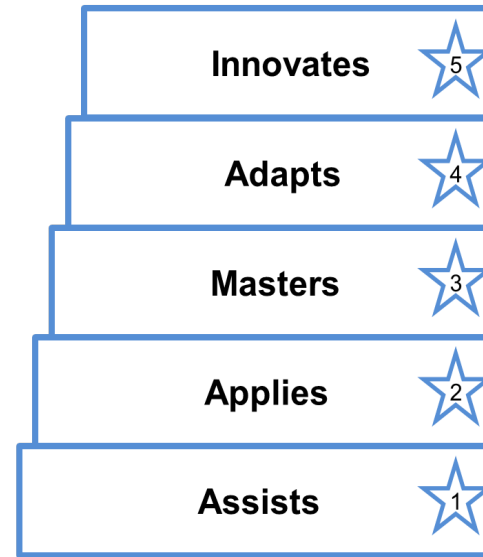 Innovates 5
Adapts 4
Masters 3
Applies 2
Assists 1